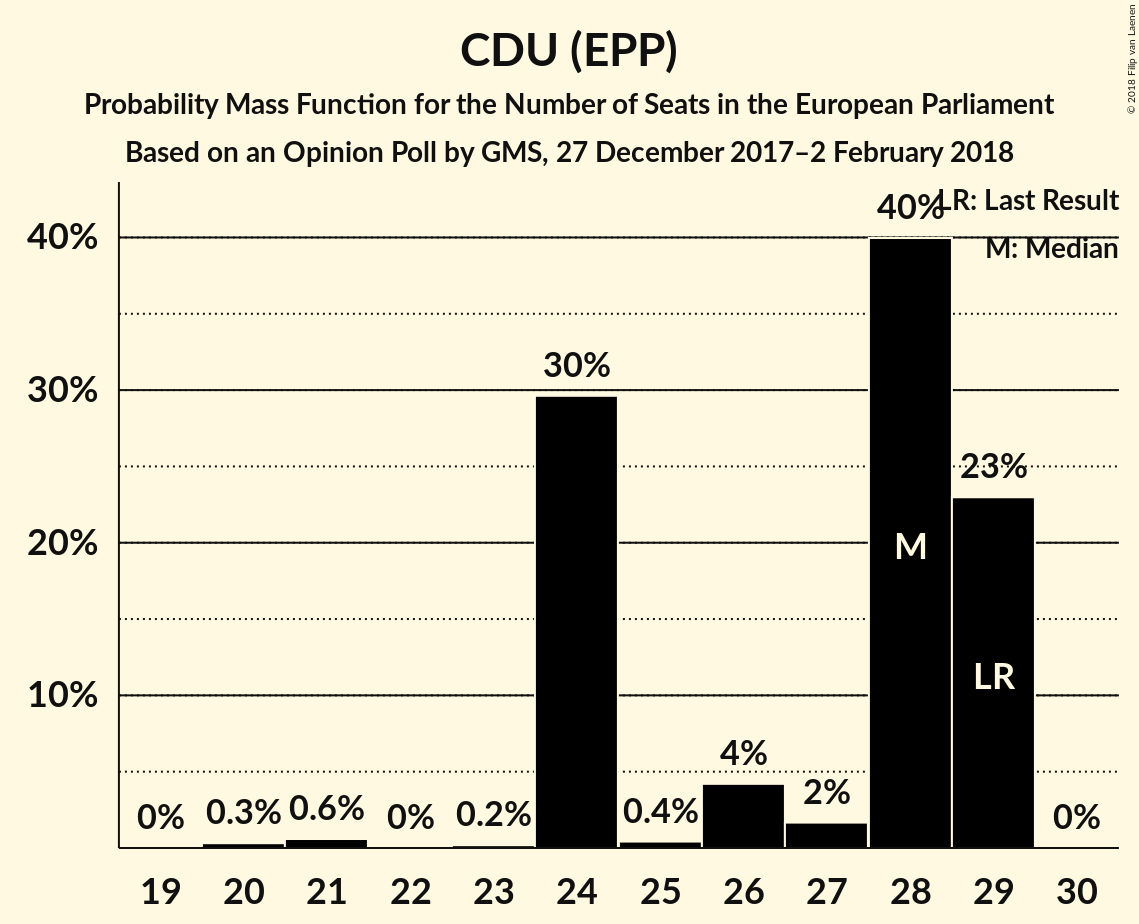 CDU (EPP)
Probability Mass Function for the Number of Seats in the European Parliament
Based on an Opinion Poll by GMS, 27 December 2017–2 February 2018
© 2018 Filip van Laenen
LR: Last Result
M: Median
40%
30%
20%
10%
0%
0.3%
0.6%
0%
0.2%
30%
0.4%
4%
2%
40%
23%
0%
M
LR
19 20 21 22 23 24 25 26 27 28 29 30